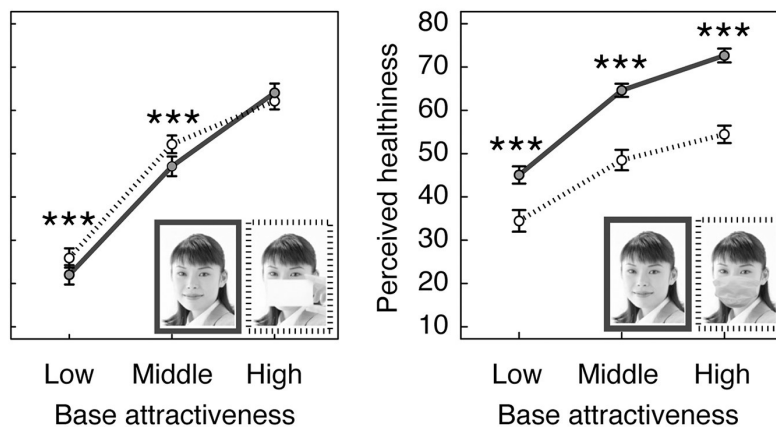 ***
***
Low
Middle
High
Base attractiveness
Perceived healthiness
80
70
60
50
40
30
20
10
***
***
***
Low
Middle
High
Base attractiveness